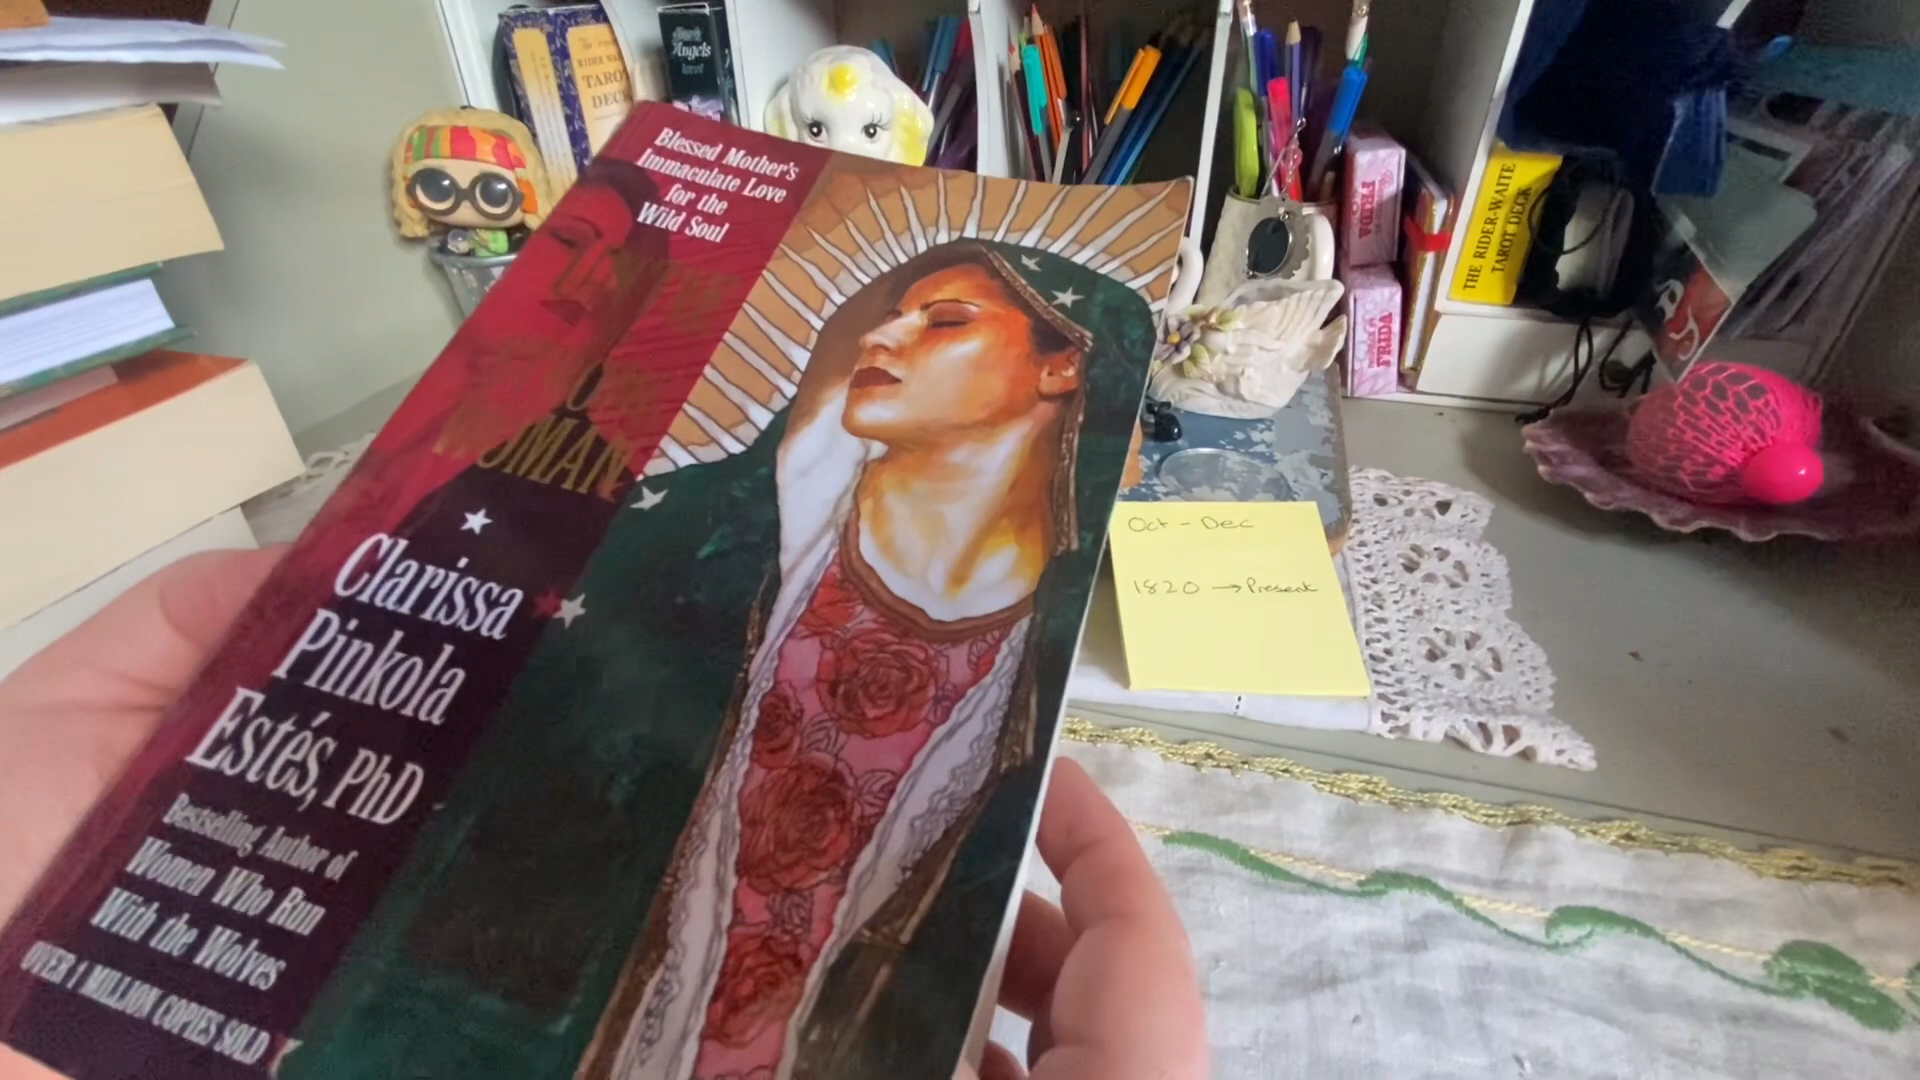 Blessed Mother's
Immaculate Love
for the
Wild Soul
WOMAN
Clarissa
Pinkola
Estés, PhD
Bestselling Author of
Women Who Run
With the Wolves
OVER 1 MILLION COPIES SOLD
TAROT
DECK
Angels
Oct - Dec
1820 → Present
THE RIDER-WAITE
TAROT DECK
FRIDA
FRIDA